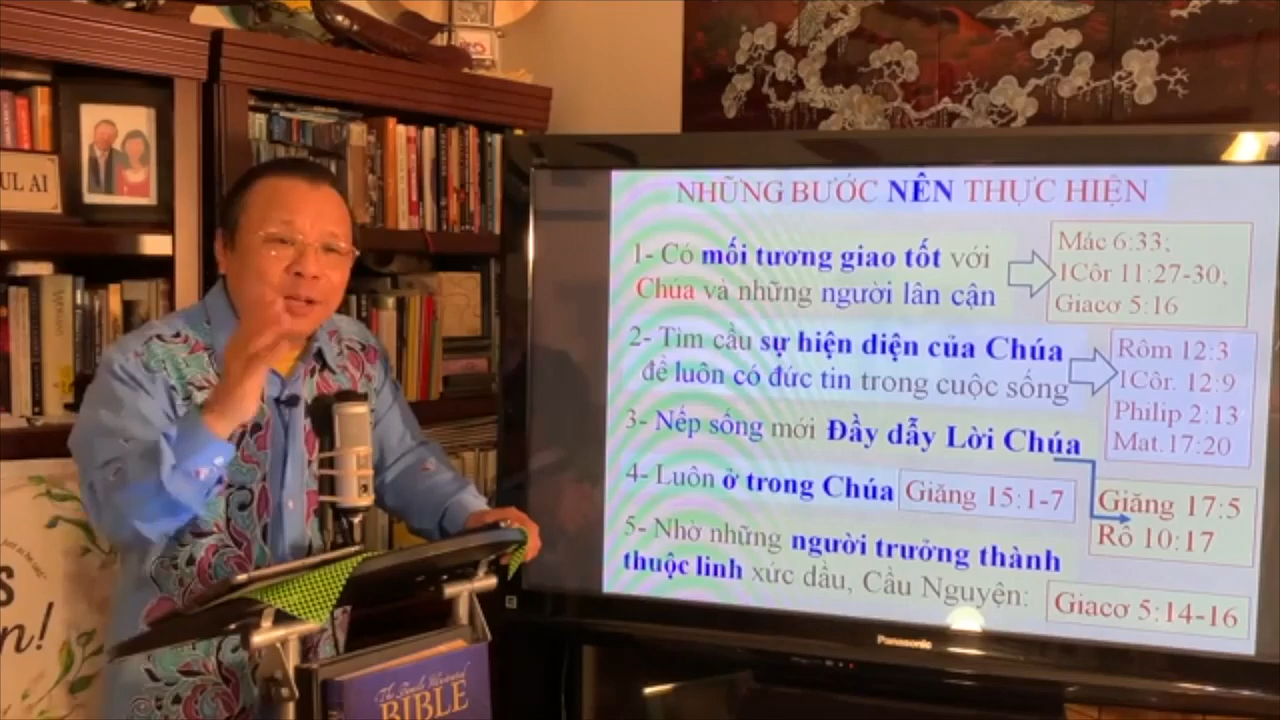 UL AI
NHỮNG BƯỚC NÊN THỰC HIỆN
1- Có mối tương giao tốt với
Chúa và những người lân cận
Mác 6:33;
1Côr 11:27-30,
Giacơ 5:16
2- Tìm cầu sự hiện diện của Chúa
để luôn có đức tin trong cuộc sống
Rôm 12:3
1Côr. 12:9
Philip 2:13
Mat.17:20
3- Nếp sống mới Đầy dẫy Lời Chúa
4- Luôn ở trong Chúa
Giăng 15:1-7
Giăng 17:5
Rô 10:17
5- Nhờ những người trưởng thành
thuộc linh xức dầu, Cầu Nguyện:
Giacơ 5:14-16
Panasonic
The Family Illustrated
BIBLE
s
n!